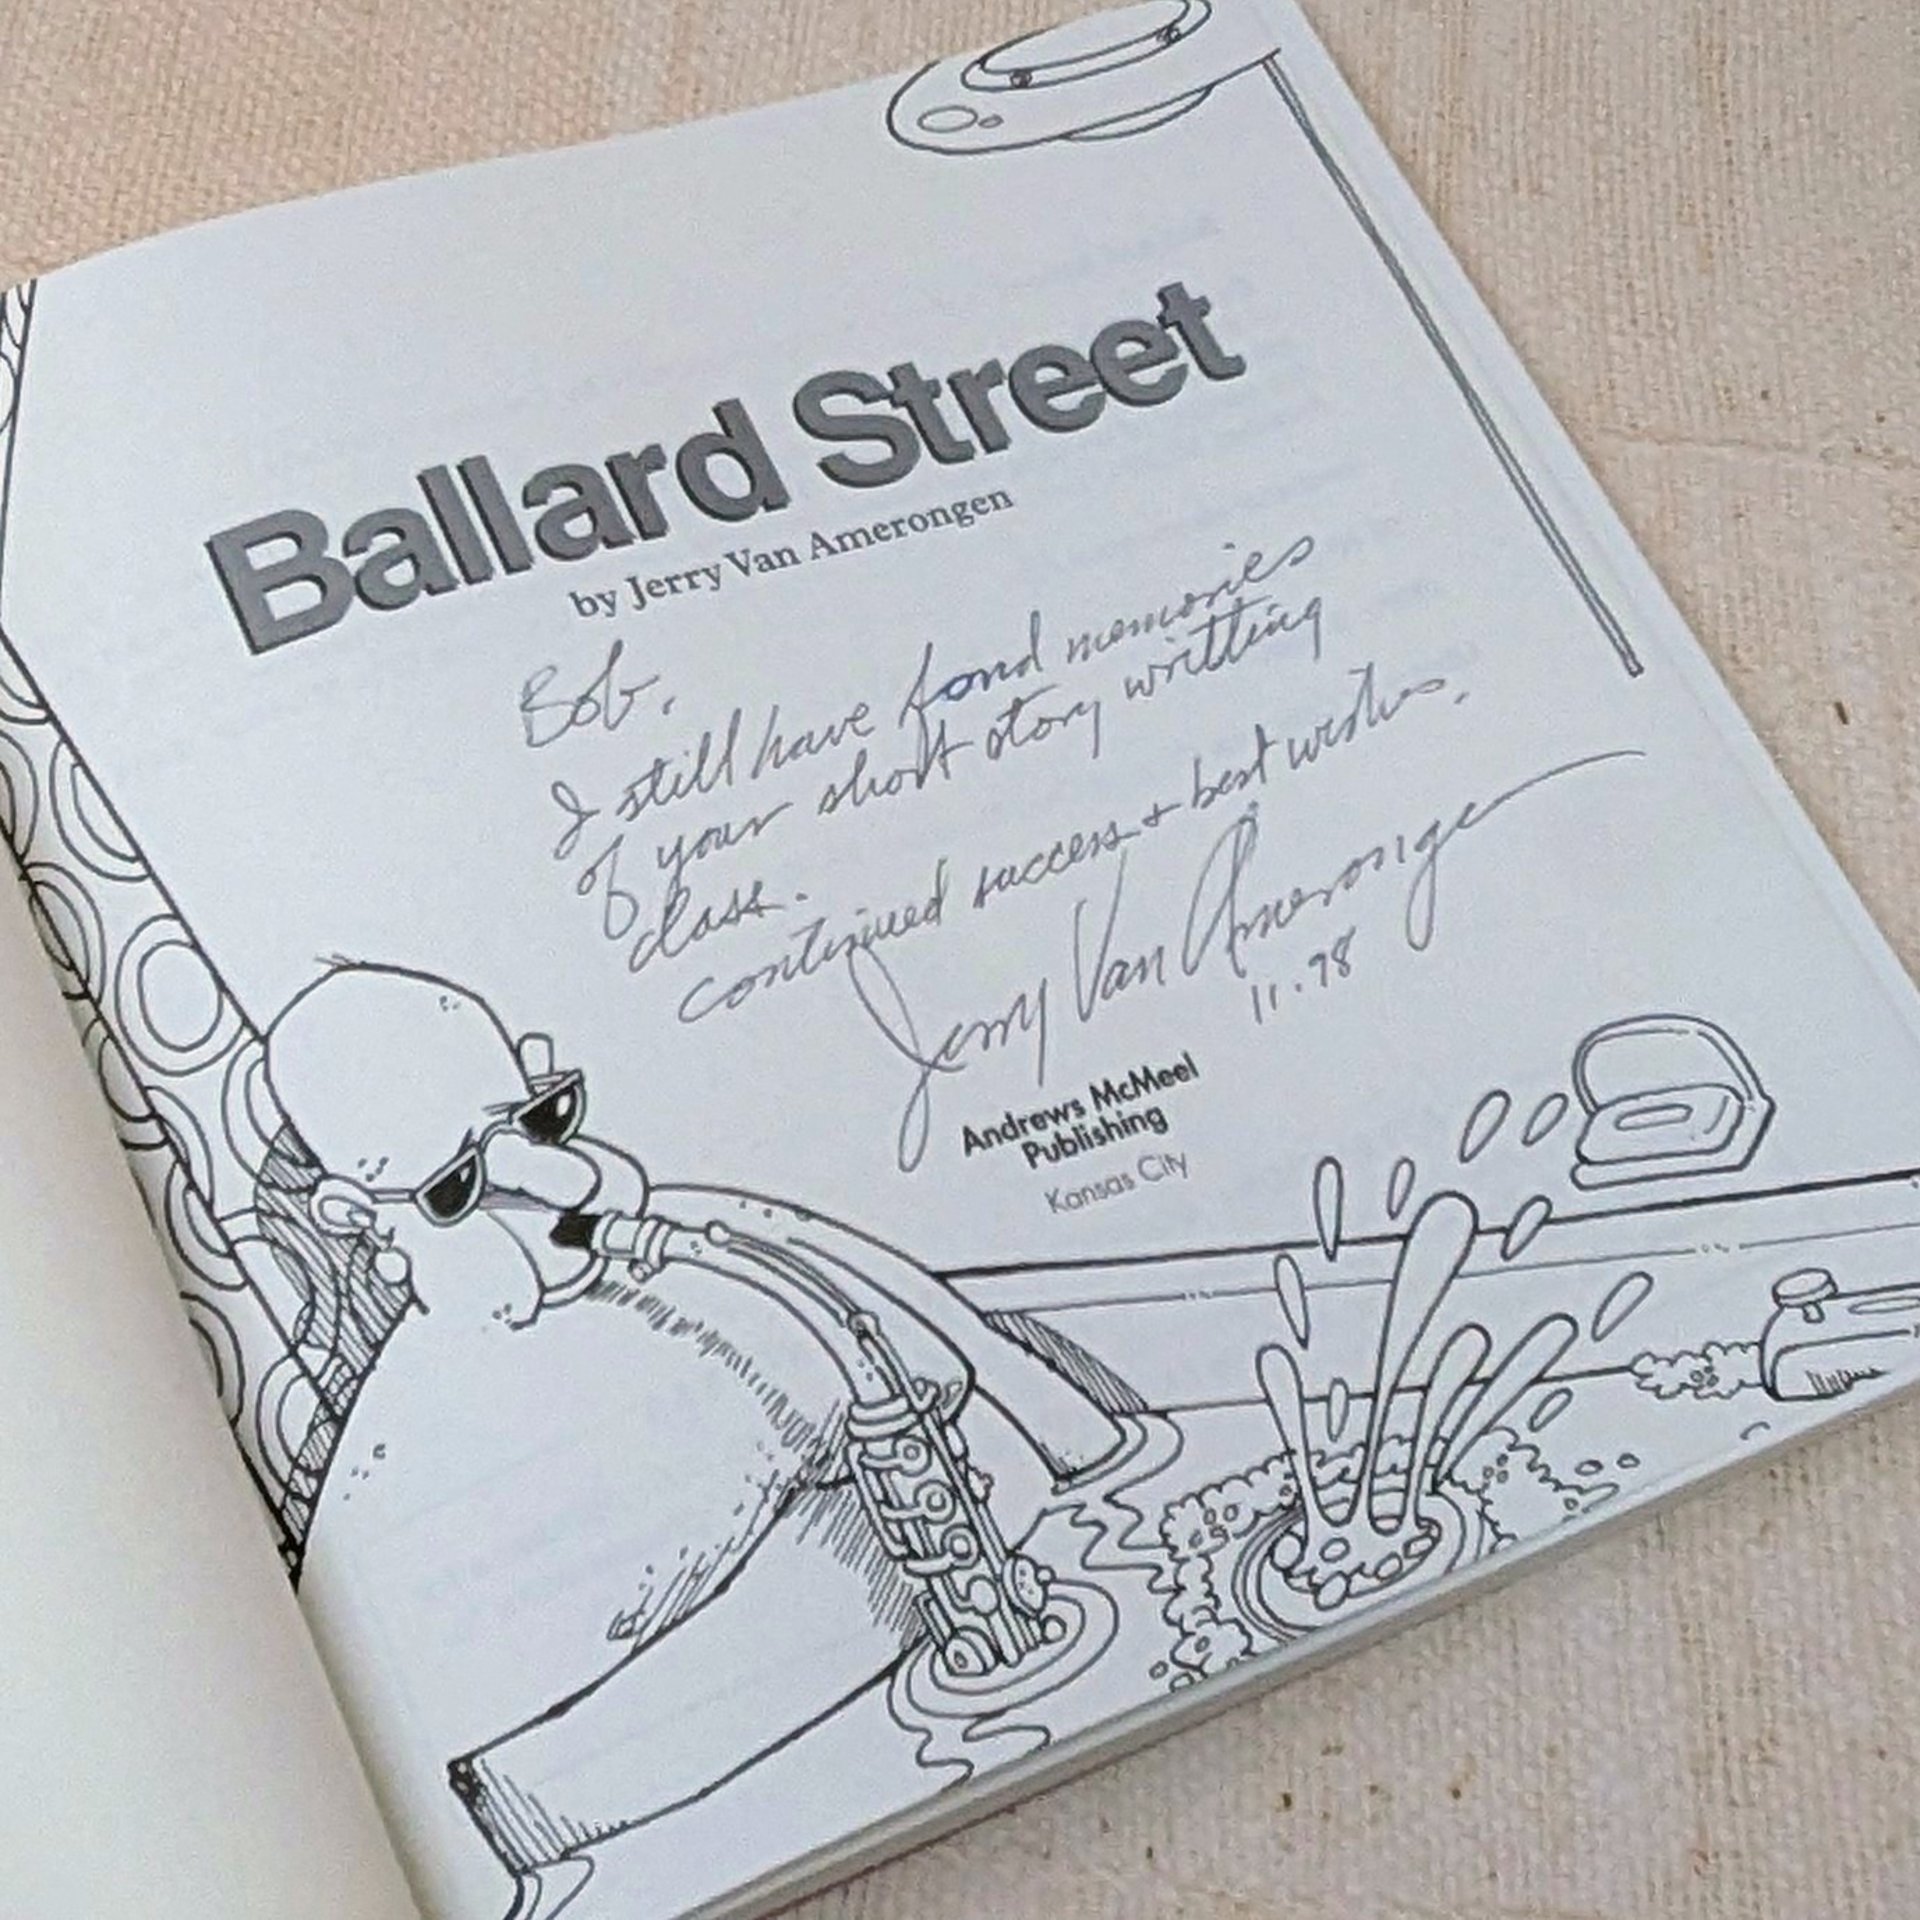 Ballard Street
by Jerry Van Amerongen
Bob,
I still have fond memories
of your short story writting
class.
continued success + best wishes.
Jerry Van Amerongen
11.98
Andrews McMeel
Publishing
Kansas City